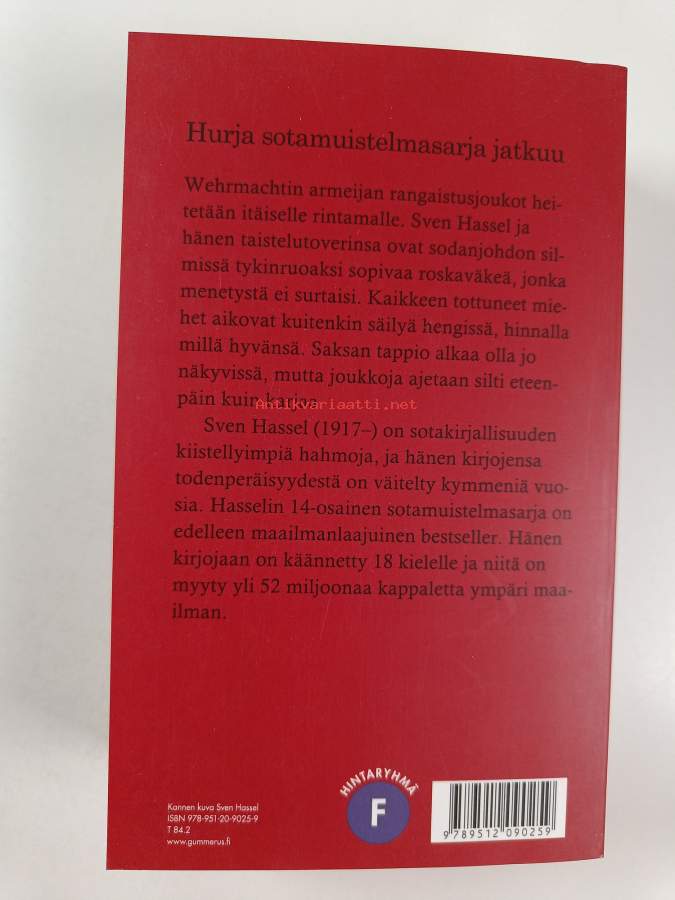 Hurja sotamuistelmasarja jatkuu
Wehrmachtin armeijan rangaistusjoukot hei-
tetään itäiselle rintamalle. Sven Hassel ja
hänen taistelutoverinsa ovat sodanjohdon sil-
missä tykinruoaksi sopivaa roskaväkeä, jonka
menetystä ei surtaisi. Kaikkeen tottuneet mie-
het aikovat kuitenkin säilyä hengissä, hinnalla
millä hyvänsä. Saksan tappio alkaa olla jo
näkyvissä, mutta joukkoja ajetaan silti eteen-
päin kuin karjaa.
Antikvariaatti.net
Sven Hassel (1917–) on sotakirjallisuuden
kiistellyimpiä hahmoja, ja hänen kirjojensa
todenperäisyydestä on väitelty kymmeniä vuo-
sia. Hasselin 14-osainen sotamuistelmasarja on
edelleen maailmanlaajuinen bestseller. Hänen
kirjojaan on käännetty 18 kielelle ja niitä on
myyty yli 52 miljoonaa kappaletta ympäri maa-
ilman.
Kannen kuva Sven Hassel
ISBN 978-951-20-9025-9
T 84.2
www.gummerus.fi
HINTARYHMÄ
F
9 789512 090259